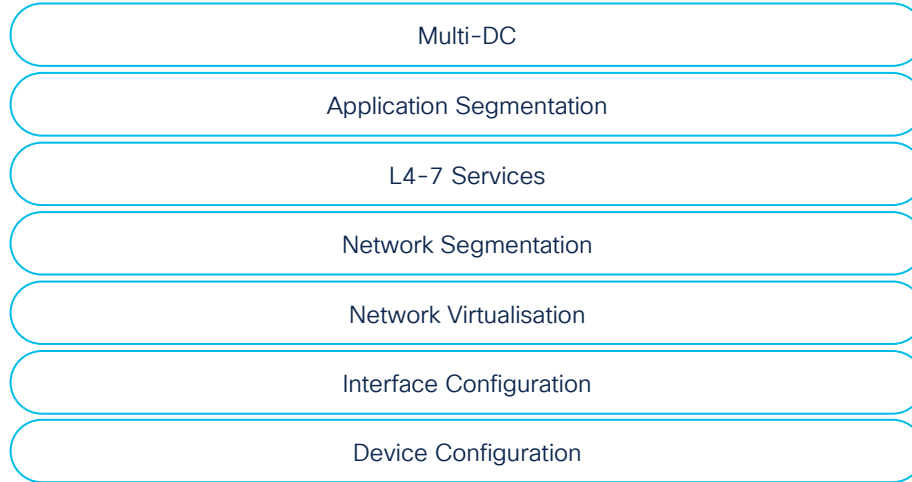 Multi-DC
Application Segmentation
L4-7 Services
Network Segmentation
Network Virtualisation
Interface Configuration
Device Configuration